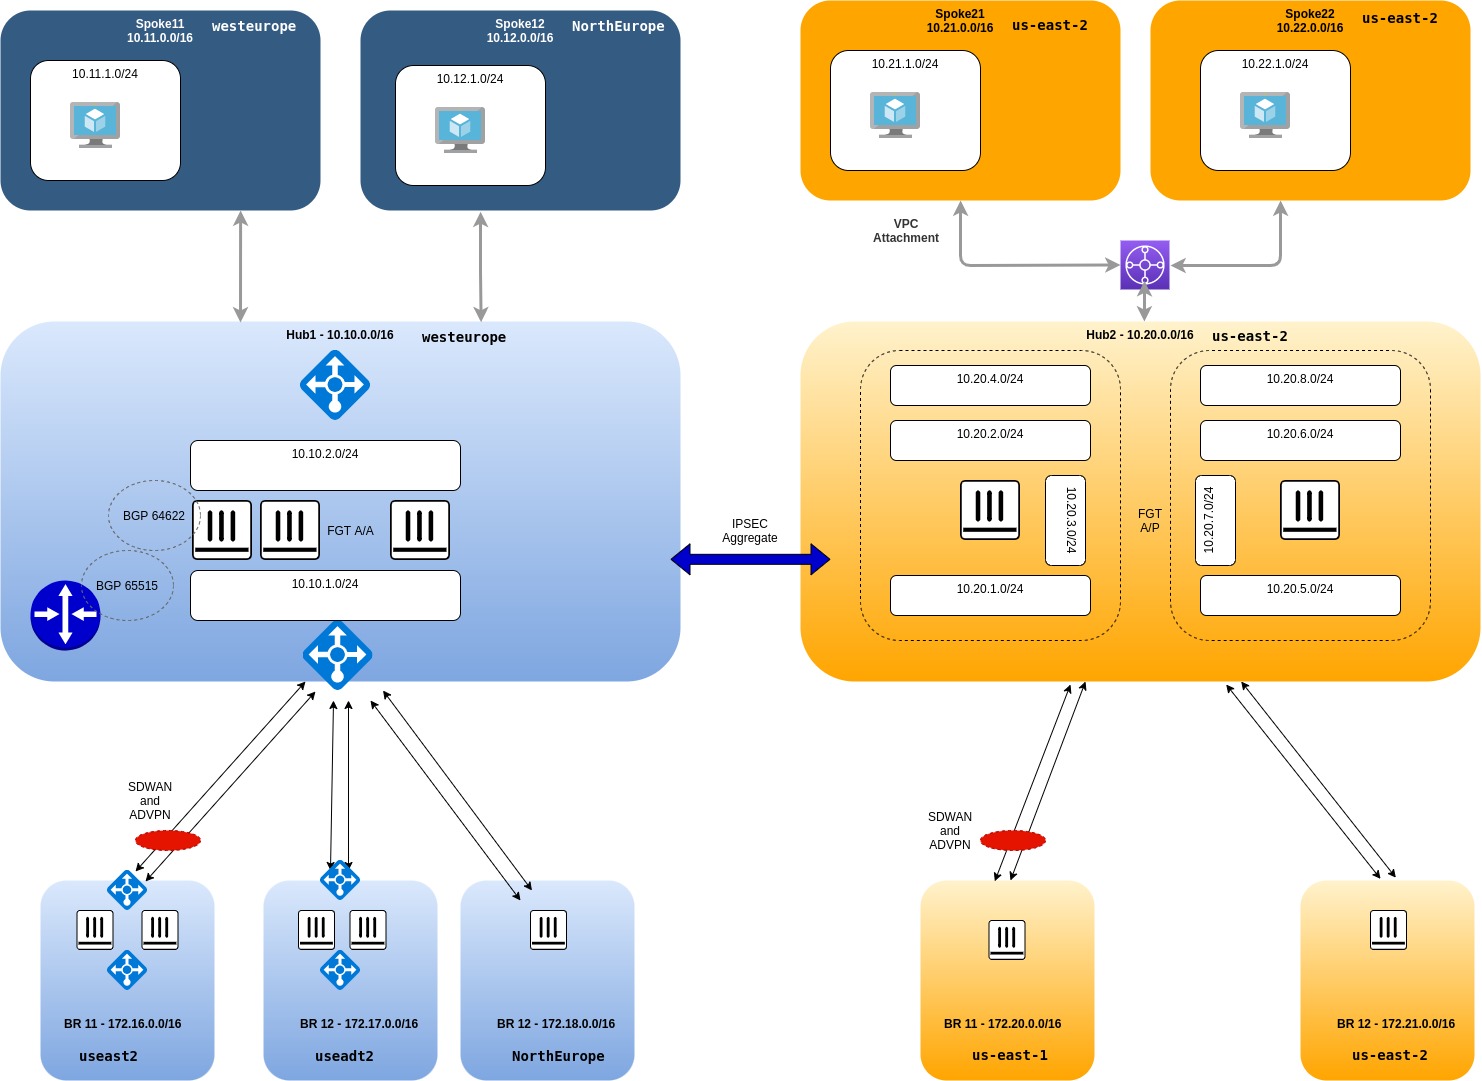 Spoke11
10.11.0.0/16
westeurope
10.11.1.0/24
Spoke12
10.12.0.0/16
NorthEurope
10.12.1.0/24
Spoke21
10.21.0.0/16
us-east-2
10.21.1.0/24
Spoke22
10.22.0.0/16
us-east-2
10.22.1.0/24
VPC
Attachment
Hub1 - 10.10.0.0/16
westeurope
10.10.2.0/24
BGP 64622
FGT A/A
BGP 65515
10.10.1.0/24
IPSEC
Aggregate
Hub2 - 10.20.0.0/16
us-east-2
10.20.4.0/24
10.20.2.0/24
10.20.3.0/24
10.20.1.0/24
FGT
A/P
10.20.8.0/24
10.20.6.0/24
10.20.7.0/24
10.20.5.0/24
SDWAN
and
ADVPN
SDWAN
and
ADVPN
BR 11 - 172.16.0.0/16
useast2
BR 12 - 172.17.0.0/16
useadt2
BR 12 - 172.18.0.0/16
NorthEurope
BR 11 - 172.20.0.0/16
us-east-1
BR 12 - 172.21.0.0/16
us-east-2